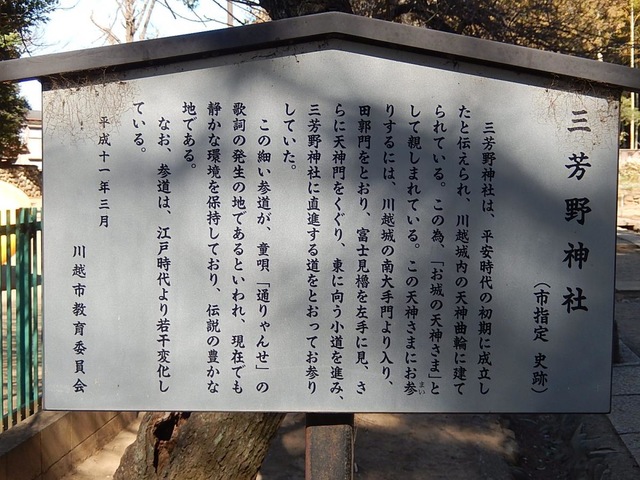 三芳野神社
（市指定　史跡）
三芳野神社は、平安時代の初期に成立し
たと伝えられ、川越城内の天神曲輪に建て
られている。この為、「お城の天神さま」と
して親しまれている。この天神さまにお参
まい
りするには、川越城の南大手門より入り、
田郭門をとおり、富士見櫓を左手に見、さ
らに天神門をくぐり、東に向う小道を進み、
三芳野神社に直進する道をとおってお参り
していた。
この細い参道が、童唄「通りゃんせ」の
歌詞の発生の地であるといわれ、現在でも
静かな環境を保持しており、伝説の豊かな
地である。
なお、参道は、江戸時代より若干変化し
ている。
平成十一年三月
川越市教育委員会